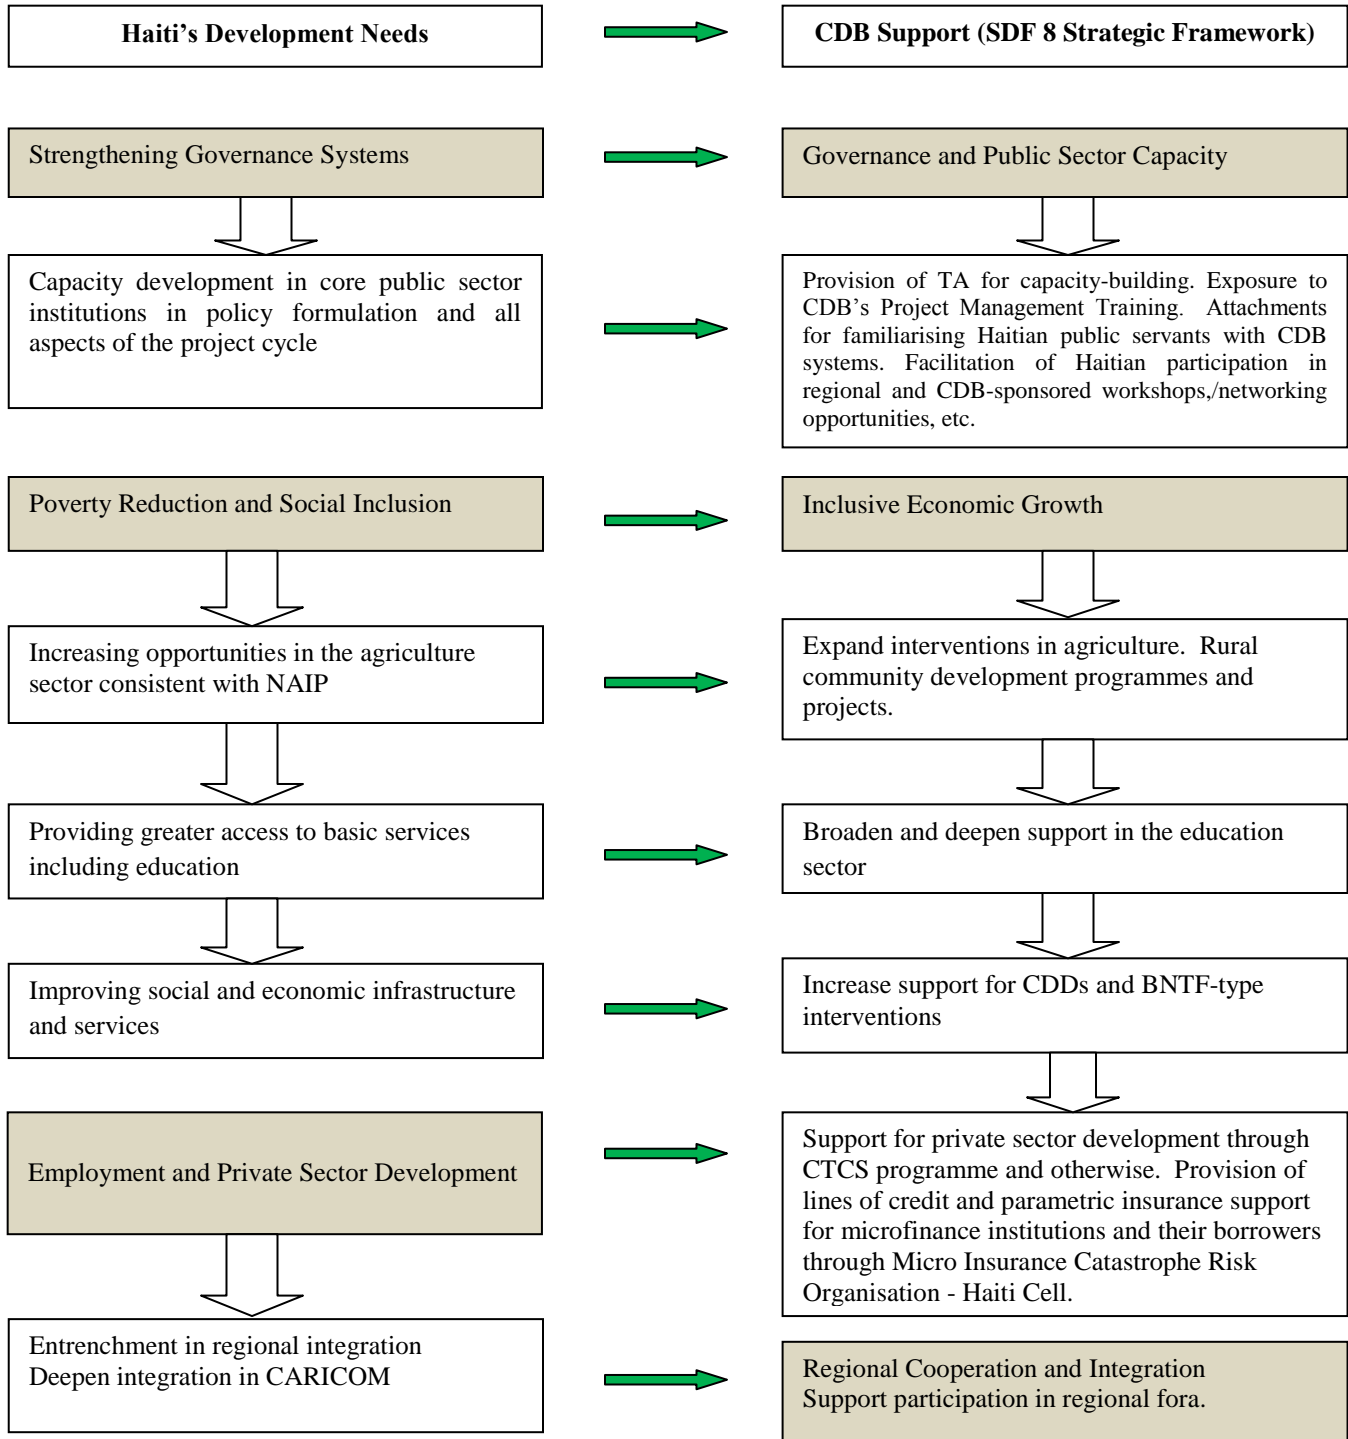 Haiti's Development Needs
CDB Support (SDF 8 Strategic Framework)
Strengthening Governance Systems
Governance and Public Sector Capacity
Capacity development in core public sector
institutions in policy formulation and all
aspects of the project cycle
Provision of TA for capacity-building. Exposure to
CDB's Project Management Training. Attachments
for familiarising Haitian public servants with CDB
systems. Facilitation of Haitian participation in
regional and CDB-sponsored workshops,/networking
opportunities, etc.
Poverty Reduction and Social Inclusion
Inclusive Economic Growth
Increasing opportunities in the agriculture
sector consistent with NAIP
Expand interventions in agriculture. Rural
community development programmes and
projects.
Providing greater access to basic services
including education
Broaden and deepen support in the education
sector
Improving social and economic infrastructure
and services
Increase support for CDDs and BNTF-type
interventions
Employment and Private Sector Development
Support for private sector development through
CTCS programme and otherwise. Provision of
lines of credit and parametric insurance support
for microfinance institutions and their borrowers
through Micro Insurance Catastrophe Risk
Organisation - Haiti Cell.
Entrenchment in regional integration
Deepen integration in CARICOM
Regional Cooperation and Integration
Support participation in regional fora.